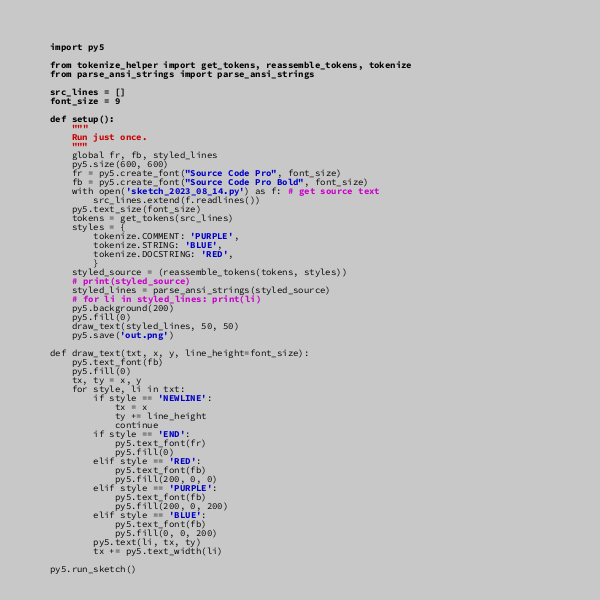 import py5

from tokenize_helper import get_tokens, reassemble_tokens, tokenize
from parse_ansi_strings import parse_ansi_strings

src_lines = []
font_size = 9

def setup():
    """
    Run just once.
    """
    global fr, fb, styled_lines
    py5.size(600, 600)
    fr = py5.create_font("Source Code Pro", font_size)
    fb = py5.create_font("Source Code Pro Bold", font_size)
    with open('sketch_2023_08_14.py') as f: # get source text
        src_lines.extend(f.readlines())
    py5.text_size(font_size)
    tokens = get_tokens(src_lines)
    styles = {
        tokenize.COMMENT: 'PURPLE',
        tokenize.STRING: 'BLUE',
        tokenize.DOCSTRING: 'RED',
        }
    styled_source = (reassemble_tokens(tokens, styles))
    # print(styled_source)
    styled_lines = parse_ansi_strings(styled_source)
    # for li in styled_lines: print(li)
    py5.background(200)
    py5.fill(0)
    draw_text(styled_lines, 50, 50)
    py5.save('out.png')

def draw_text(txt, x, y, line_height=font_size):
    py5.text_font(fb)
    py5.fill(0)
    tx, ty = x, y
    for style, li in txt:
        if style == 'NEWLINE':
            tx = x
            ty += line_height
            continue
        if style == 'END':
            py5.text_font(fr)
            py5.fill(0)
        elif style == 'RED':
            py5.text_font(fb)
            py5.fill(200, 0, 0)
        elif style == 'PURPLE':
            py5.text_font(fb)
            py5.fill(200, 0, 200)
        elif style == 'BLUE':
            py5.text_font(fb)
            py5.fill(0, 0, 200)
        py5.text(li, tx, ty)
        tx += py5.text_width(li)

py5.run_sketch()